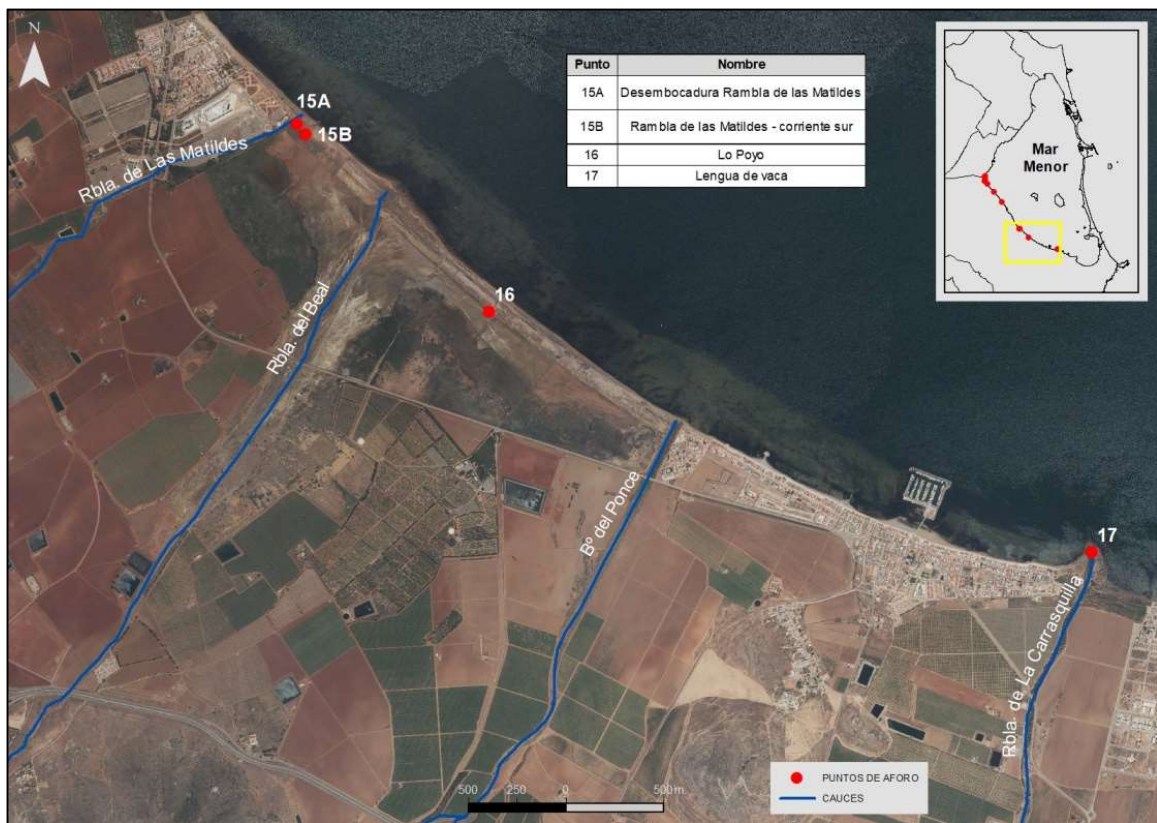 N
15A
15B
Rbla. de Las Matildes
Punto Nombre
15A Desembocadura Rambla de las Matildes
15B Rambla de las Matildes - corriente sur
16 Lo Poyo
17 Lengua de vaca
Mar
Menor
16
Rbla. del Beal
Bº del Ponce
17
Rbla. de La Carrasquilla
PUNTOS DE AFORO
CAUCES
500 250 0 500 m.